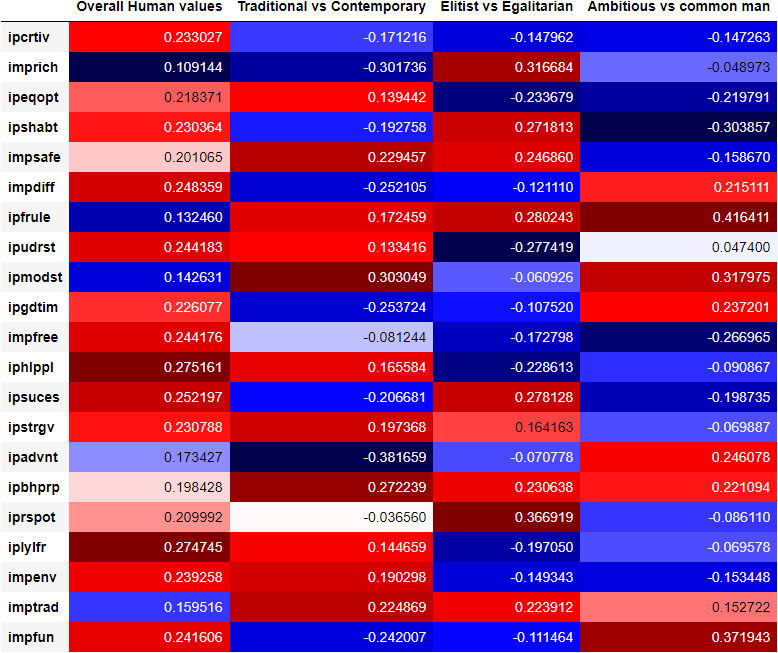 Overall Human values Traditional vs Contemporary Elitist vs Egalitarian Ambitious vs common man
ipcrtiv 0.233027 -0.171216 -0.147962 -0.147263
imprich 0.109144 -0.301736 0.316684 -0.048973
ipeqopt 0.218371 0.139442 -0.233679 -0.219791
ipshabt 0.230364 -0.192758 0.271813 -0.303857
impsafe 0.201065 0.229457 0.246860 -0.158670
impdiff 0.248359 -0.252105 -0.121110 0.215111
ipfrule 0.132460 0.172459 0.280243 0.416411
ipudrst 0.244183 0.133416 -0.277419 0.047400
ipmodst 0.142631 0.303049 -0.060926 0.317975
ipgdtim 0.226077 -0.253724 -0.107520 0.237201
impfree 0.244176 -0.081244 -0.172798 -0.266965
iphlppl 0.275161 0.165584 -0.228613 -0.090867
ipsuces 0.252197 -0.206681 0.278128 -0.198735
ipstrgv 0.230788 0.197368 0.164163 -0.069887
ipadvnt 0.173427 -0.381659 -0.070778 0.246078
ipbhprp 0.198428 0.272239 0.230638 0.221094
iprspot 0.209992 -0.036560 0.366919 -0.086110
iplylfr 0.274745 0.144659 -0.197050 -0.069578
impenv 0.239258 0.190298 -0.149343 -0.153448
imptrad 0.159516 0.224869 0.223912 0.152722
impfun 0.241606 -0.242007 -0.111464 0.371943